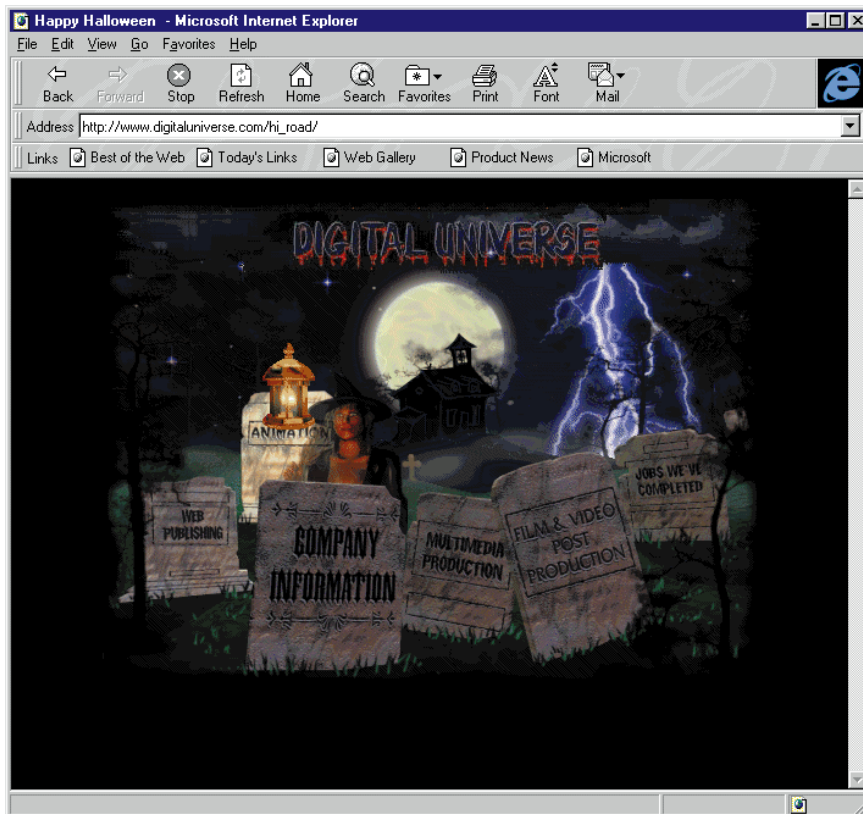 Happy Halloween - Microsoft Internet Explorer
File Edit View Go Favorites Help
Back Forward Stop Refresh Home Search Favorites Print Font Mail
Address http://www.digitaluniverse.com/hi_road/
Links Best of the Web Today's Links Web Gallery Product News Microsoft
DIGITAL UNIVERSE
ANIMATION
JOBS WE'VE
COMPLETED
WEB
PUBLISHING
COMPANY
INFORMATION
MULTIMEDIA
PRODUCTION
FILM & VIDEO
POST
PRODUCTION